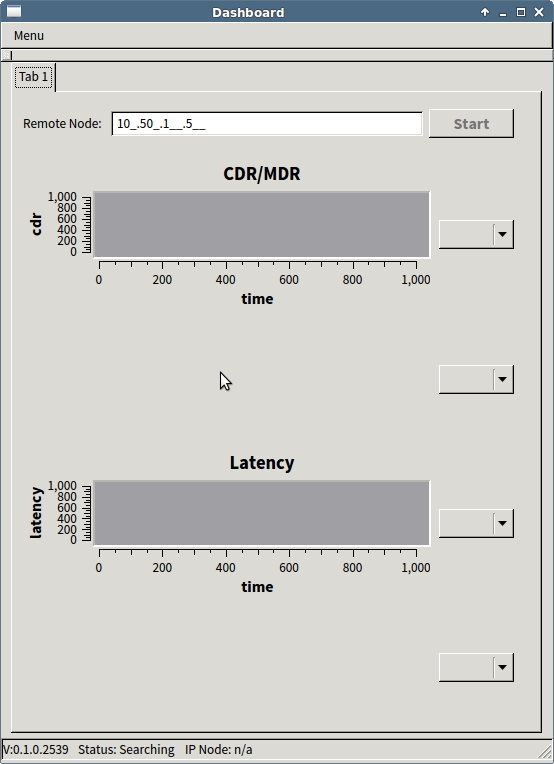 Dashboard
Menu
Tab 1
Remote Node: 10_.50_.1__.5__ Start
CDR/MDR
cdr
1,000
800
600
400
200
0
0 200 400 600 800 1,000
time
Latency
latency
1,000
800
600
400
200
0
0 200 400 600 800 1,000
time
V:0.1.0.2539 Status: Searching IP Node: n/a